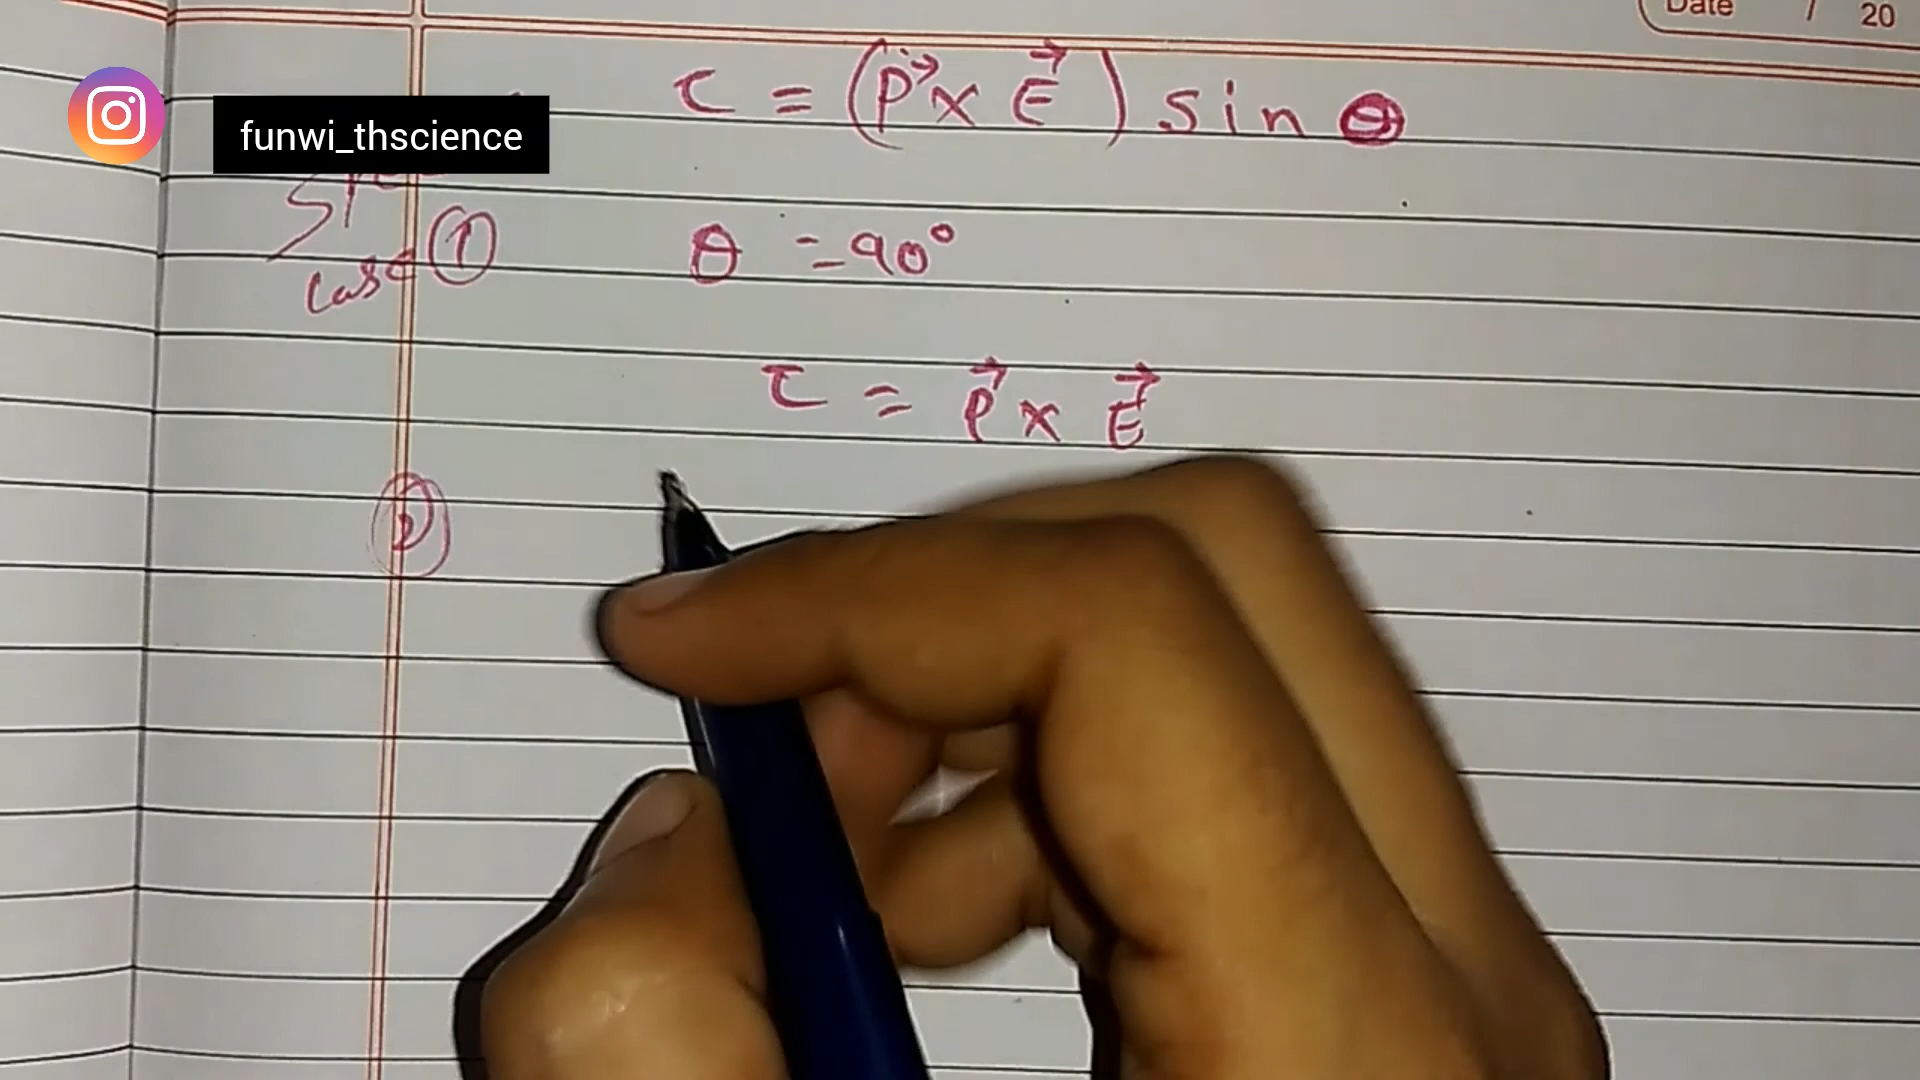 Date / 20
τ = (P⃗ × E⃗) sin θ
funwi_thscience
case ①
θ = 90°
τ = P⃗ × E⃗
②